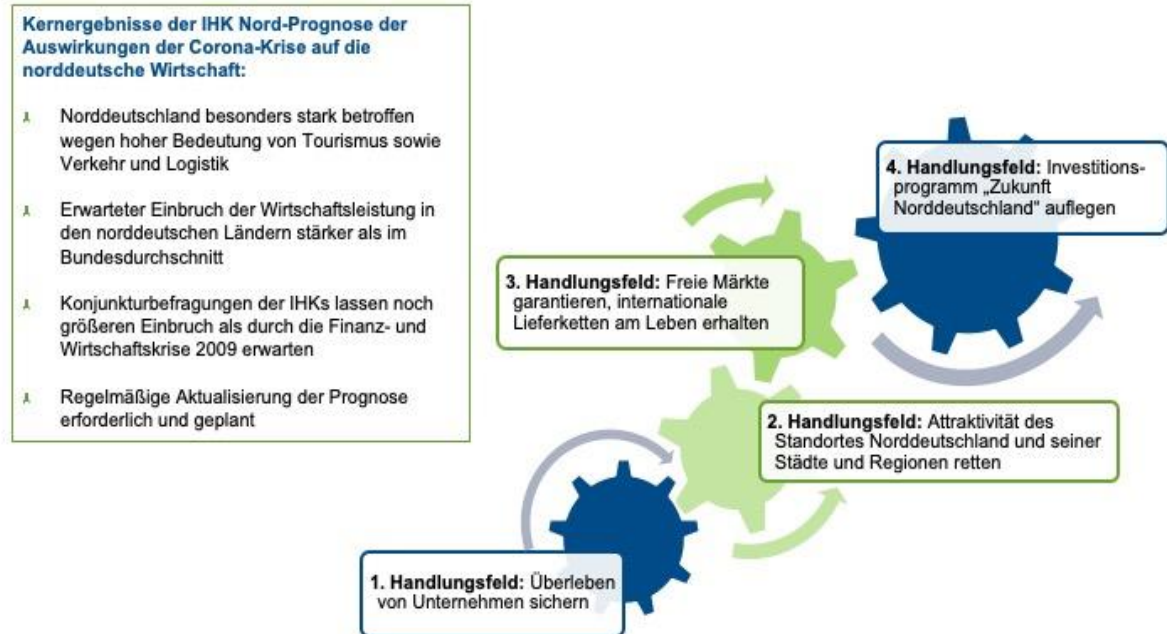 Kernergebnisse der IHK Nord-Prognose der
Auswirkungen der Corona-Krise auf die
norddeutsche Wirtschaft:
Norddeutschland besonders stark betroffen
wegen hoher Bedeutung von Tourismus sowie
Verkehr und Logistik
Erwarteter Einbruch der Wirtschaftsleistung in
den norddeutschen Ländern stärker als im
Bundesdurchschnitt
Konjunkturbefragungen der IHKs lassen noch
größeren Einbruch als durch die Finanz- und
Wirtschaftskrise 2009 erwarten
Regelmäßige Aktualisierung der Prognose
erforderlich und geplant
4. Handlungsfeld: Investitions-
programm „Zukunft
Norddeutschland" auflegen
3. Handlungsfeld: Freie Märkte
garantieren, internationale
Lieferketten am Leben erhalten
2. Handlungsfeld: Attraktivität des
Standortes Norddeutschland und seiner
Städte und Regionen retten
1. Handlungsfeld: Überleben
von Unternehmen sichern